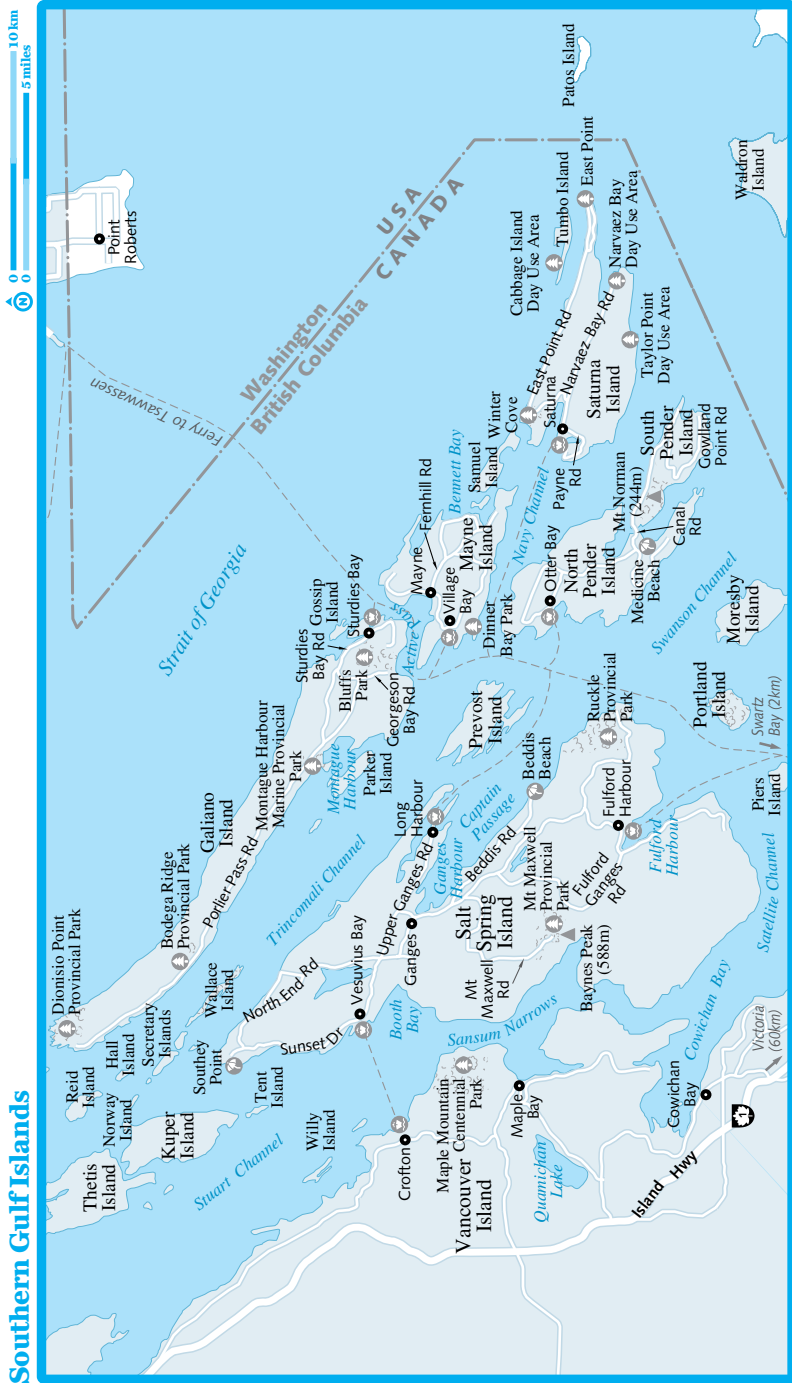 Southern Gulf Islands
N
0
10 km
0
5 miles
Dionisio Point
Provincial Park
Reid
Island
Hall
Island
Norway
Island
Secretary
Islands
Thetis
Island
Kuper
Island
Bodega Ridge
Provincial Park
Wallace
Island
Southey
Point
Tent
Island
Stuart Channel
Willy
Island
North End Rd
Sunset Dr
Vesuvius Bay
Porlier Pass Rd
Galiano
Island
Trincomali Channel
Montague Harbour
Marine Provincial
Park
Montague
Harbour
Parker
Island
Strait of Georgia
Sturdies
Bay Rd
Gossip
Island
Sturdies Bay
Bluffs
Park
Georgeson
Bay Rd
Active Pass
Ferry to Tsawwassen
Point
Roberts
Washington
USA
British Columbia
CANADA
Crofton
Maple Mountain
Centennial
Park
Vancouver
Island
Booth
Bay
Sansum Narrows
Maple
Bay
Quamichan
Lake
Ganges
Upper Ganges Rd
Long
Harbour
Ganges
Harbour
Captain
Passage
Salt
Spring
Island
Beddis Rd
Beddis
Beach
Mt
Maxwell
Rd
Mt Maxwell
Provincial
Park
Baynes Peak
(588m)
Fulford
Ganges
Rd
Fulford
Harbour
Fulford
Harbour
Ruckle
Provincial
Park
Prevost
Island
Mayne
Fernhill Rd
Bennett Bay
Village
Bay
Mayne
Island
Dinner
Bay Park
Samuel
Island
Winter
Cove
Navy Channel
Otter Bay
North
Pender
Island
Medicine
Beach
Mt Norman
(244m)
Canal
Rd
South
Pender
Island
Gowlland
Point Rd
Saturna
Payne
Rd
Saturna
Island
East Point Rd
Narvaez Bay Rd
Cabbage Island
Day Use Area
Tumbo Island
East Point
Narvaez Bay
Day Use Area
Taylor Point
Day Use Area
Patos Island
Waldron
Island
Swanson Channel
Moresby
Island
Portland
Island
Swartz
Bay (2km)
Piers
Island
Satellite Channel
Cowichan Bay
Cowichan
Bay
Island Hwy
1
Victoria
(60km)